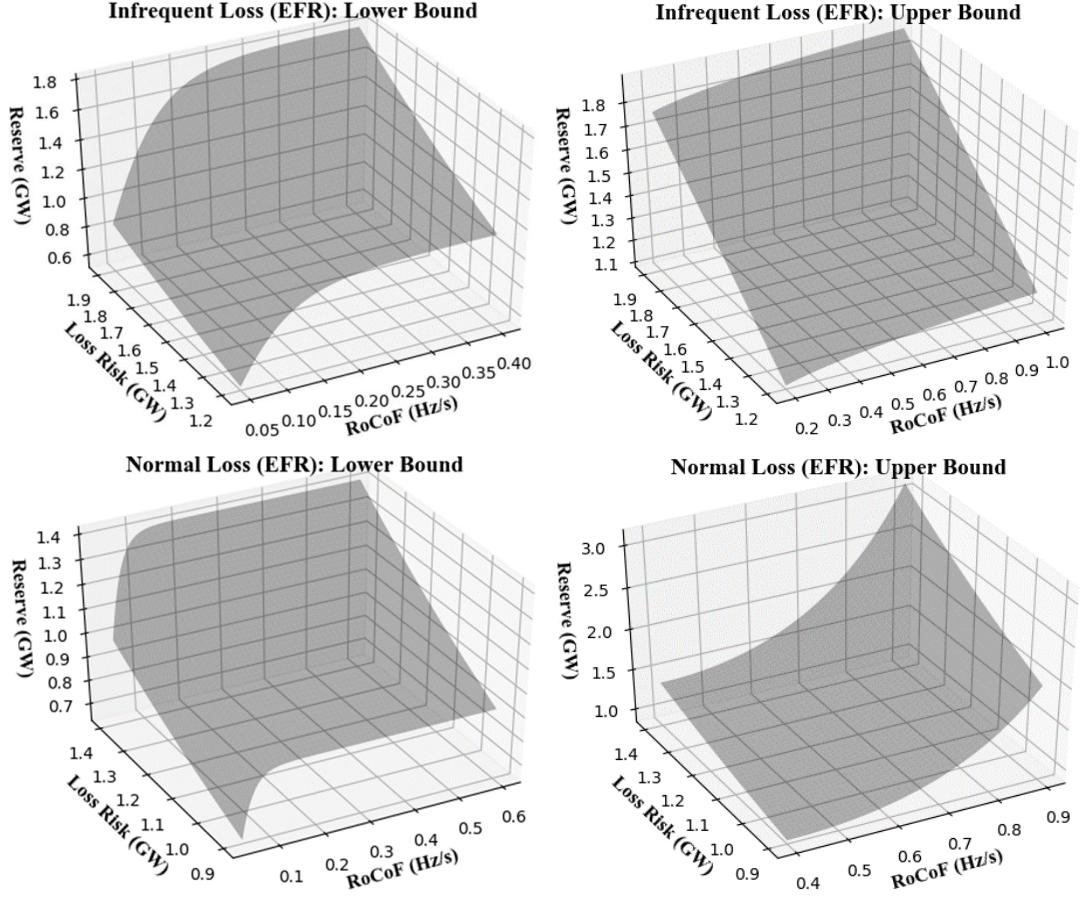 Infrequent Loss (EFR): Lower Bound
Reserve (GW)
1.8
1.6
1.4
1.2
1.0
0.8
0.6
1.9
1.8
1.7
1.6
1.5
1.4
1.3
1.2
Loss Risk (GW)
0.05 0.10 0.15 0.20 0.25 0.30 0.35 0.40
RoCoF (Hz/s)
Infrequent Loss (EFR): Upper Bound
Reserve (GW)
1.8
1.7
1.6
1.5
1.4
1.3
1.2
1.1
1.9
1.8
1.7
1.6
1.5
1.4
1.3
1.2
Loss Risk (GW)
0.2 0.3 0.4 0.5 0.6 0.7 0.8 0.9 1.0
RoCoF (Hz/s)
Normal Loss (EFR): Lower Bound
Reserve (GW)
1.4
1.3
1.2
1.1
1.0
0.9
0.8
0.7
1.4
1.3
1.2
1.1
1.0
0.9
Loss Risk (GW)
0.1 0.2 0.3 0.4 0.5 0.6
RoCoF (Hz/s)
Normal Loss (EFR): Upper Bound
Reserve (GW)
3.0
2.5
2.0
1.5
1.0
1.4
1.3
1.2
1.1
1.0
0.9
Loss Risk (GW)
0.4 0.5 0.6 0.7 0.8 0.9
RoCoF (Hz/s)